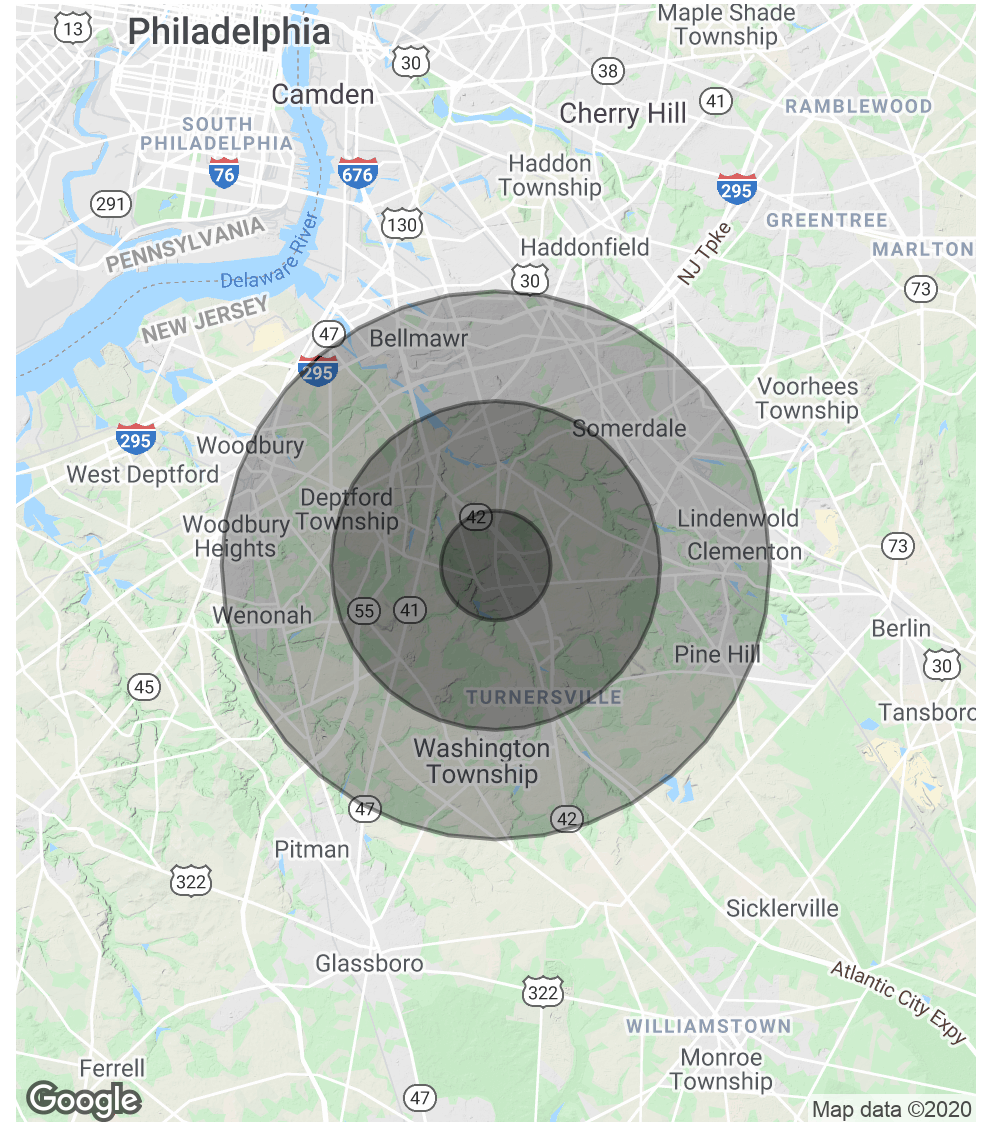 13
Philadelphia
Maple Shade
Township
30
38
41
Camden
Cherry Hill
RAMBLEWOOD
SOUTH
PHILADELPHIA
76
676
Haddon
Township
295
291
130
GREENTREE
PENNSYLVANIA
Delaware River
Haddonfield
NJ Tpke
MARLTON
30
73
NEW JERSEY
47
Bellmawr
295
Voorhees
Township
295
Woodbury
Somerdale
West Deptford
Deptford
Township
42
Woodbury
Heights
Lindenwold
Clementon
73
Wenonah
55
41
Berlin
Pine Hill
30
45
TURNERSVILLE
Tansboro
Washington
Township
47
42
Pitman
322
Sicklerville
Glassboro
Atlantic City Expy
322
WILLIAMSTOWN
Monroe
Township
Ferrell
47
Google
Map data ©2020